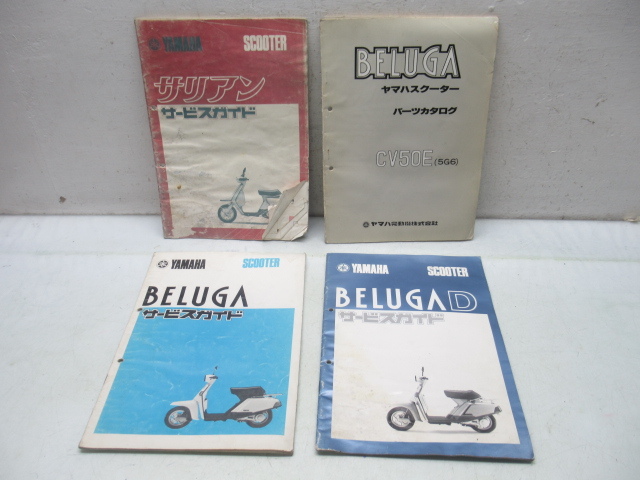 YAMAHA SCOOTER
サリアン
サービスガイド
BELUGA
ヤマハスクーター
パーツカタログ
CV50E (5G6)
ヤマハ発動機株式会社
YAMAHA SCOOTER
BELUGA
サービスガイド
YAMAHA SCOOTER
BELUGA D
サービスガイド